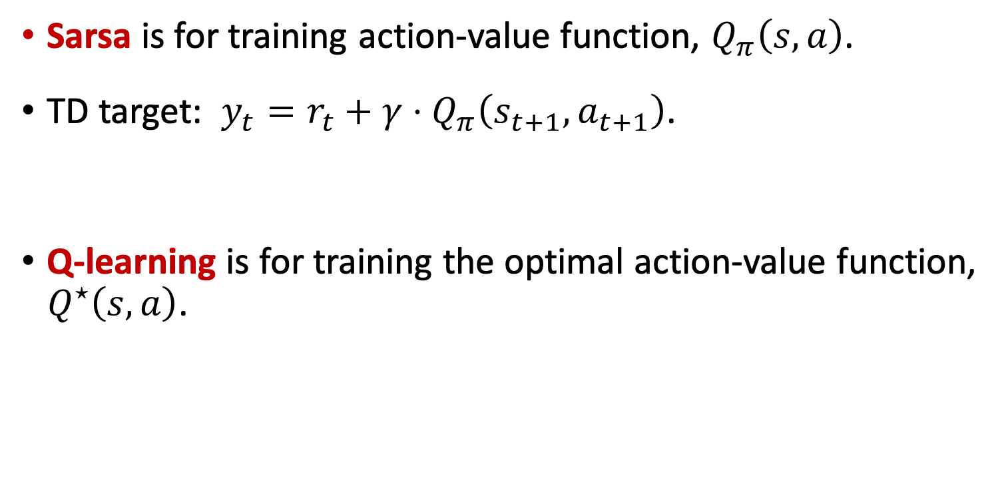 • Sarsa is for training action-value function, $Q_\pi(s, a)$.
• TD target: $y_t = r_t + \gamma \cdot Q_\pi(s_{t+1}, a_{t+1})$.
• Q-learning is for training the optimal action-value function,
$Q^\star(s, a)$.